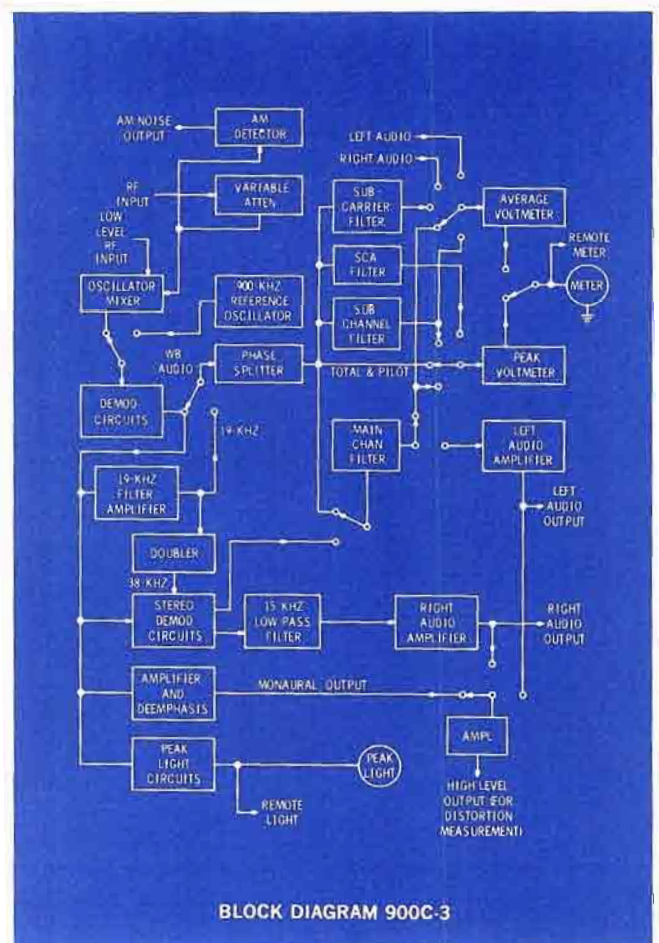 AM NOISE
OUTPUT
AM
DETECTOR
LEFT AUDIO
RIGHT AUDIO
RF
INPUT
VARIABLE
ATTEN
LOW
LEVEL
RF
INPUT
SUB-
CARRIER
FILTER
AVERAGE
VOLTMETER
REMOTE
METER
OSCILLATOR
MIXER
900 KHZ
REFERENCE
OSCILLATOR
SCA
FILTER
METER
SUB
CHANNEL
FILTER
WB
AUDIO
PHASE
SPLITTER
TOTAL & PILOT
PEAK
VOLTMETER
DEMOD
CIRCUITS
19-KHZ
MAIN
CHAN
FILTER
LEFT
AUDIO
AMPLIFIER
19-KHZ
FILTER
AMPLIFIER
LEFT
AUDIO
OUTPUT
DOUBLER
38-KHZ
STEREO
DEMOD
CIRCUITS
15 KHZ
LOW PASS
FILTER
RIGHT
AUDIO
AMPLIFIER
RIGHT
AUDIO
OUTPUT
AMPLIFIER
AND
DEEMPHASIS
MONAURAL OUTPUT
AMPL
PEAK
LIGHT
CIRCUITS
PEAK
LIGHT
REMOTE
LIGHT
HIGH LEVEL
OUTPUT (FOR
DISTORTION
MEASUREMENT)
BLOCK DIAGRAM 900C-3